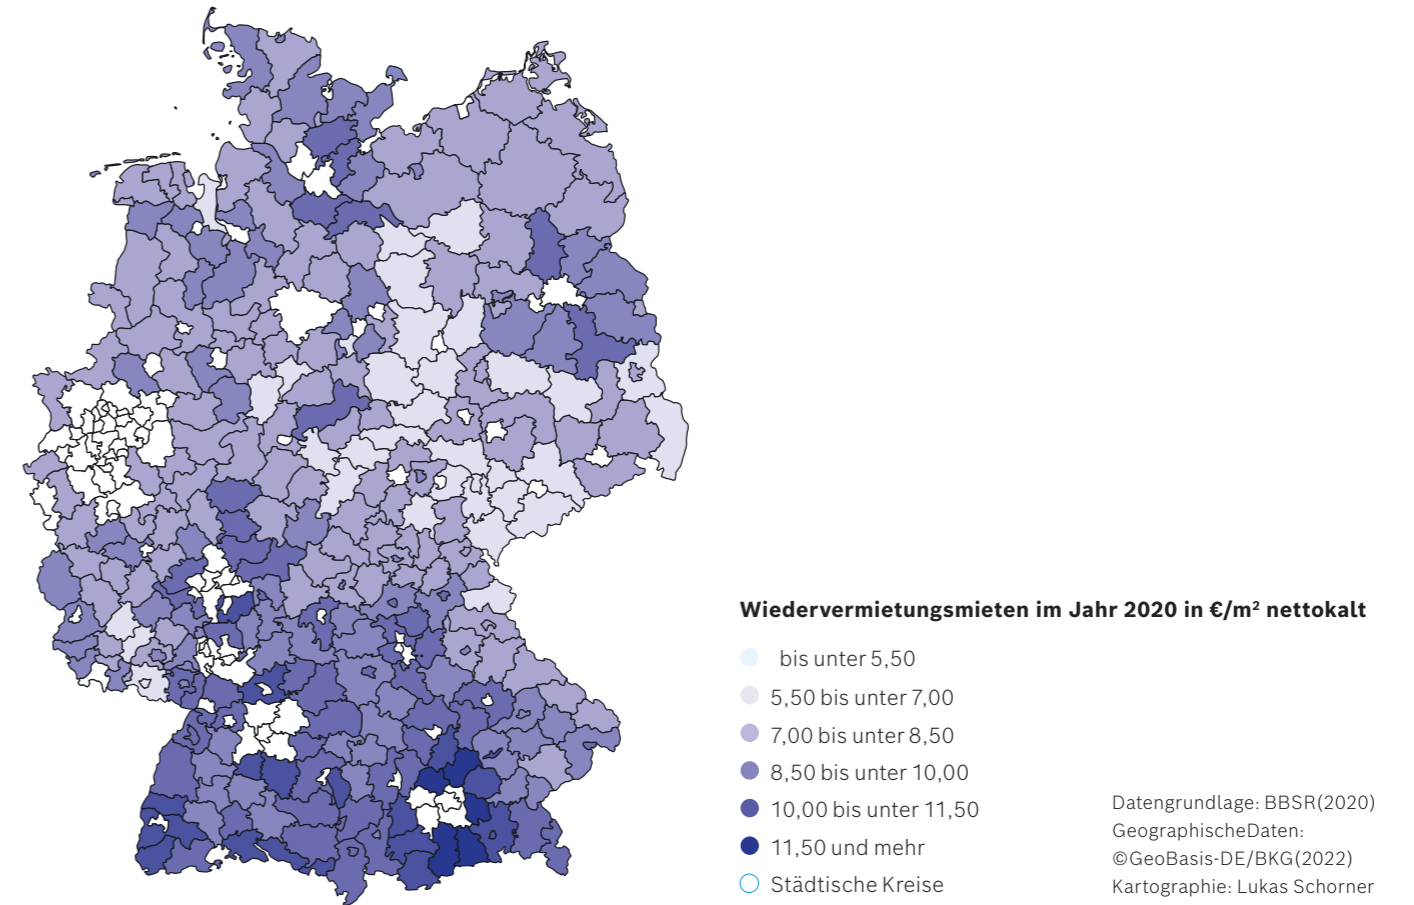 Wiedervermietungsmieten im Jahr 2020 in €/m² nettokalt
bis unter 5,50
5,50 bis unter 7,00
7,00 bis unter 8,50
8,50 bis unter 10,00
10,00 bis unter 11,50
11,50 und mehr
Städtische Kreise
Datengrundlage: BBSR(2020)
GeographischeDaten:
©GeoBasis-DE/BKG(2022)
Kartographie: Lukas Schorner